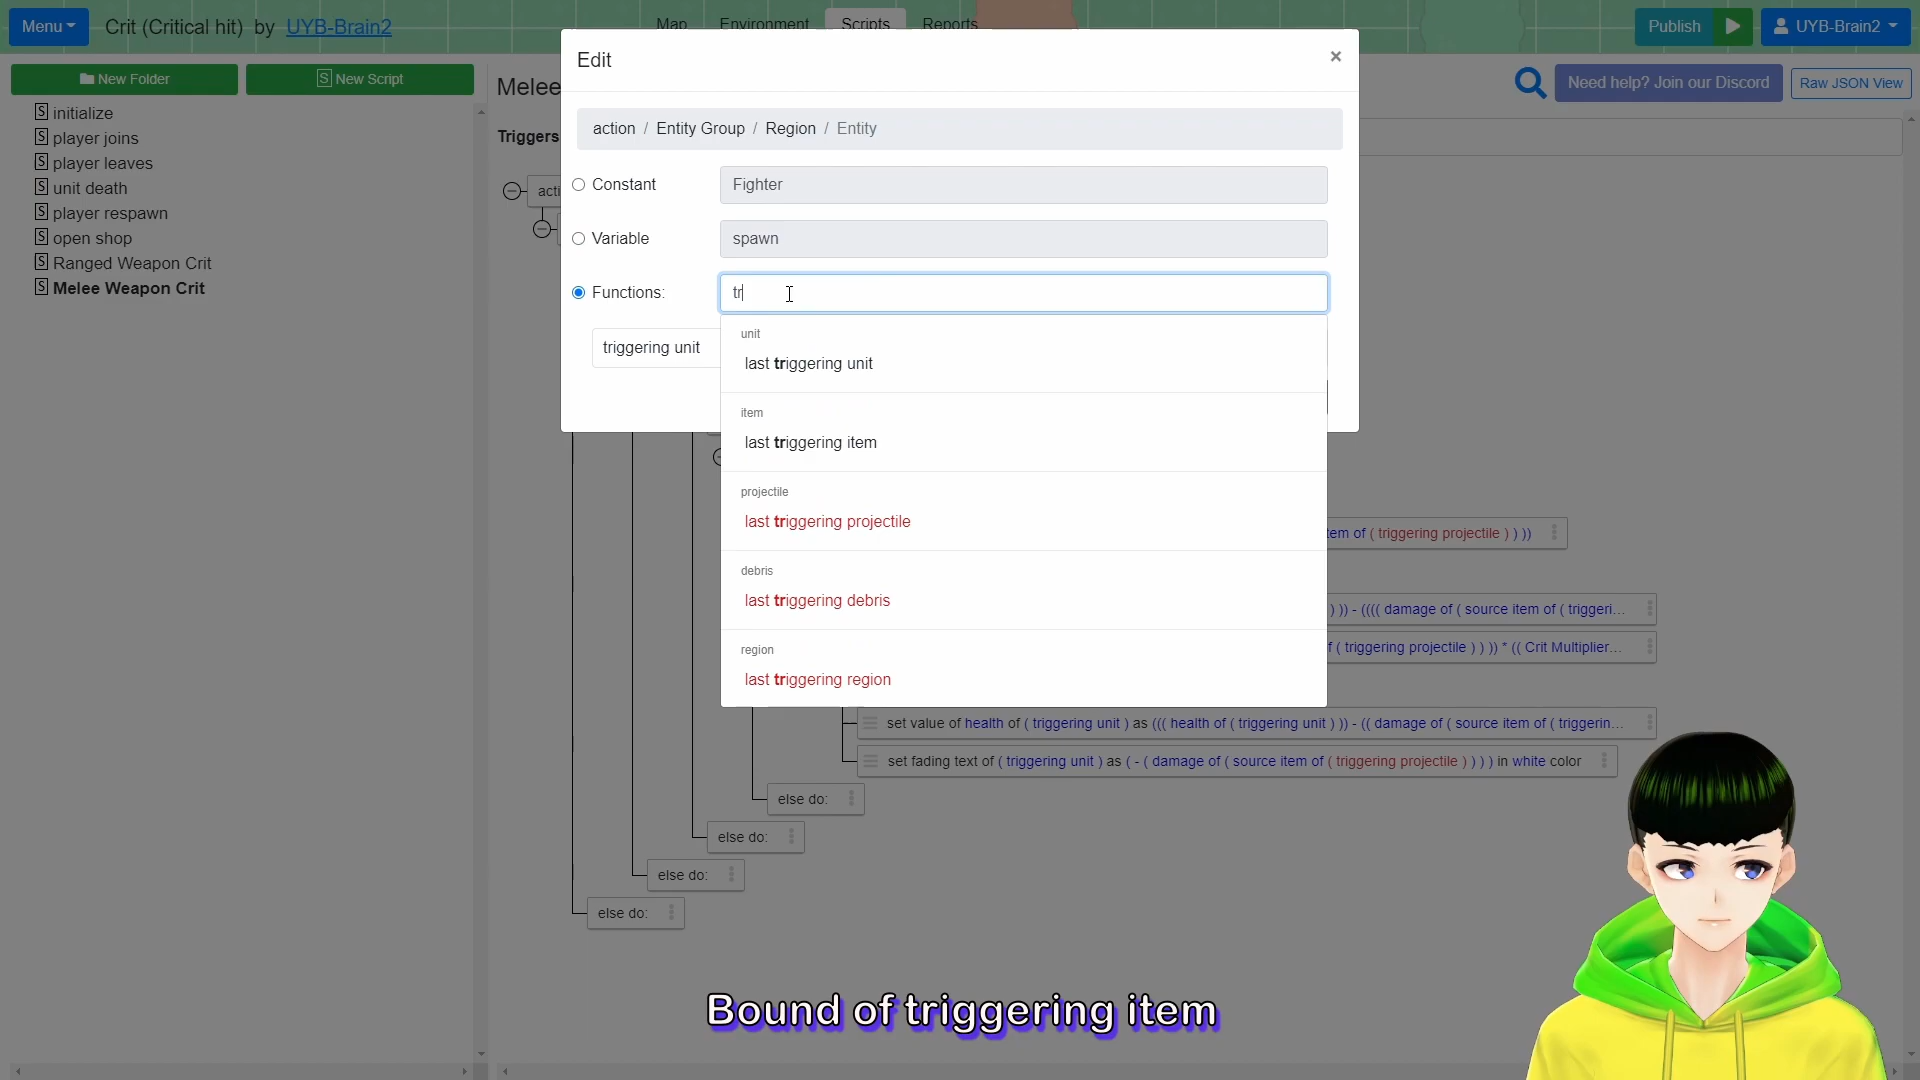 Menu
Crit (Critical hit) by UYB-Brain2
Map
Environment
Scripts
Reports
Publish
UYB-Brain2
New Folder
S New Script
Need help? Join our Discord
Raw JSON View
S initialize
S player joins
S player leaves
S unit death
S player respawn
S open shop
S Ranged Weapon Crit
S Melee Weapon Crit
Melee
Triggers
acti
Edit
×
action / Entity Group / Region / Entity
Constant
Fighter
Variable
spawn
Functions:
tr
triggering unit
unit
last triggering unit
item
last triggering item
projectile
last triggering projectile
debris
last triggering debris
region
last triggering region
tem of ( triggering projectile ) ) ))
) )) - (((( damage of ( source item of ( triggeri...
f ( triggering projectile ) ) )) * (( Crit Multiplier...
set value of health of ( triggering unit ) as ((( health of ( triggering unit ) )) - (( damage of ( source item of ( triggerin...
set fading text of ( triggering unit ) as ( - ( damage of ( source item of ( triggering projectile ) ) ) ) in white color
else do:
else do:
else do:
else do:
Bound of triggering item